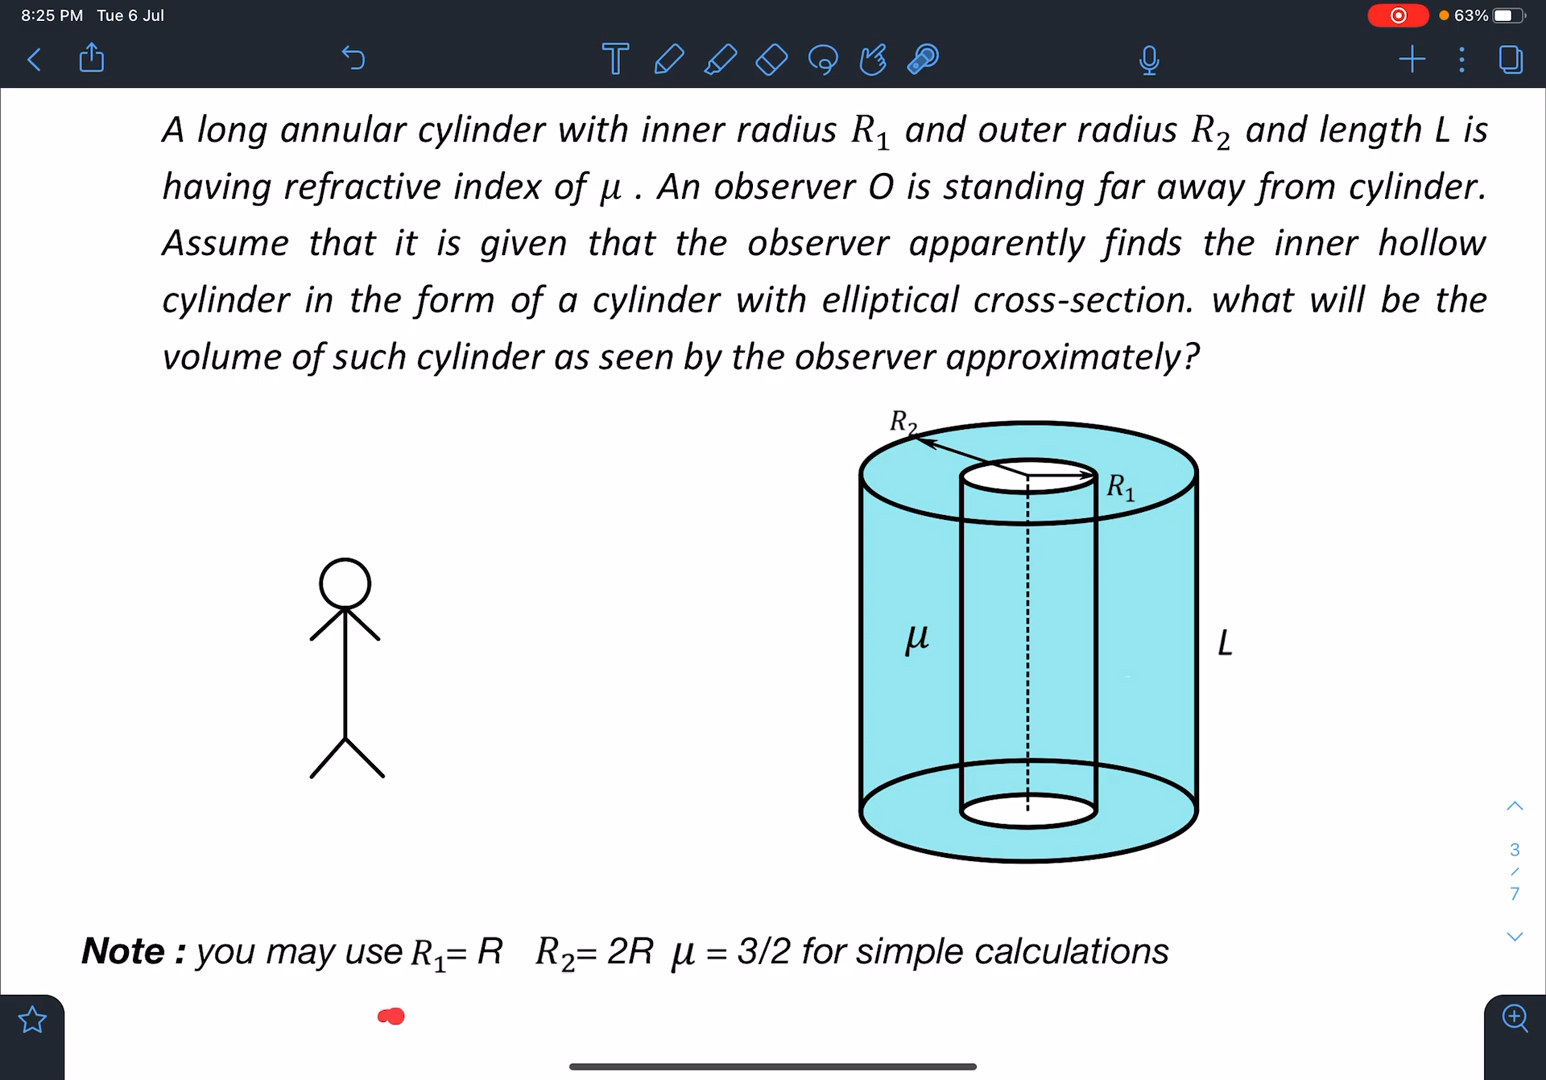 8:25 PM Tue 6 Jul
63%
A long annular cylinder with inner radius R₁ and outer radius R₂ and length L is
having refractive index of μ . An observer O is standing far away from cylinder.
Assume that it is given that the observer apparently finds the inner hollow
cylinder in the form of a cylinder with elliptical cross-section. what will be the
volume of such cylinder as seen by the observer approximately?
R₂
R₁
μ
L
3
/
7
Note : you may use R₁= R R₂= 2R μ = 3/2 for simple calculations